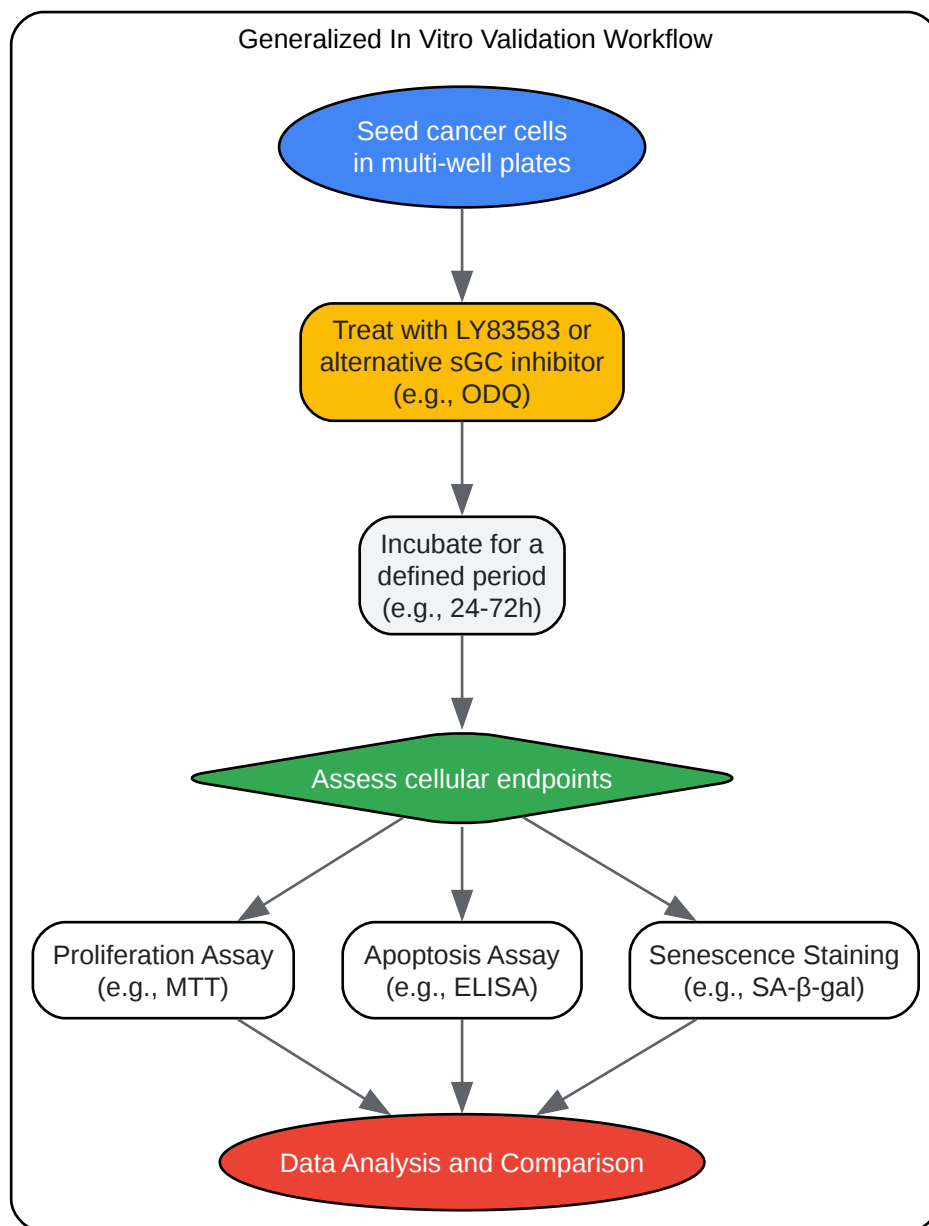 Generalized In Vitro Validation Workflow
Seed cancer cells
in multi-well plates
Treat with LY83583 or
alternative sGC inhibitor
(e.g., ODQ)
Incubate for a
defined period
(e.g., 24-72h)
Assess cellular endpoints
Proliferation Assay
(e.g., MTT)
Apoptosis Assay
(e.g., ELISA)
Senescence Staining
(e.g., SA-β-gal)
Data Analysis and Comparison